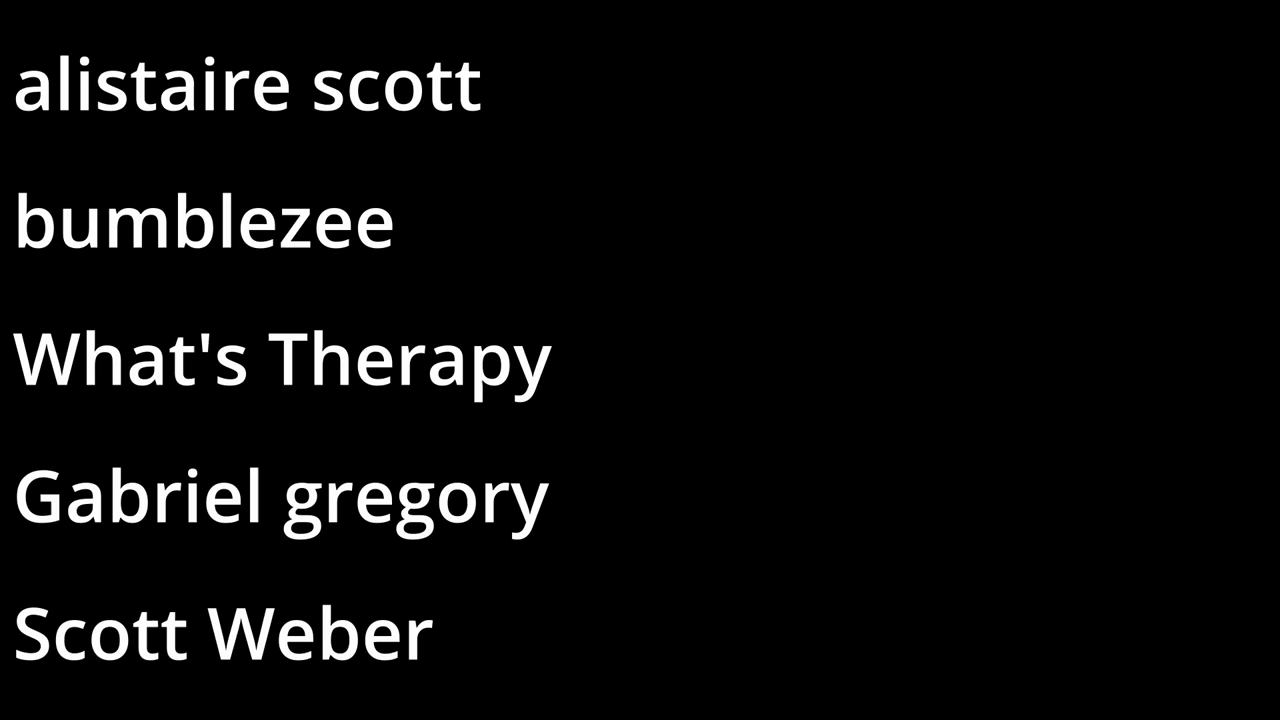 alistaire scott
bumblezee
What's Therapy
Gabriel gregory
Scott Weber